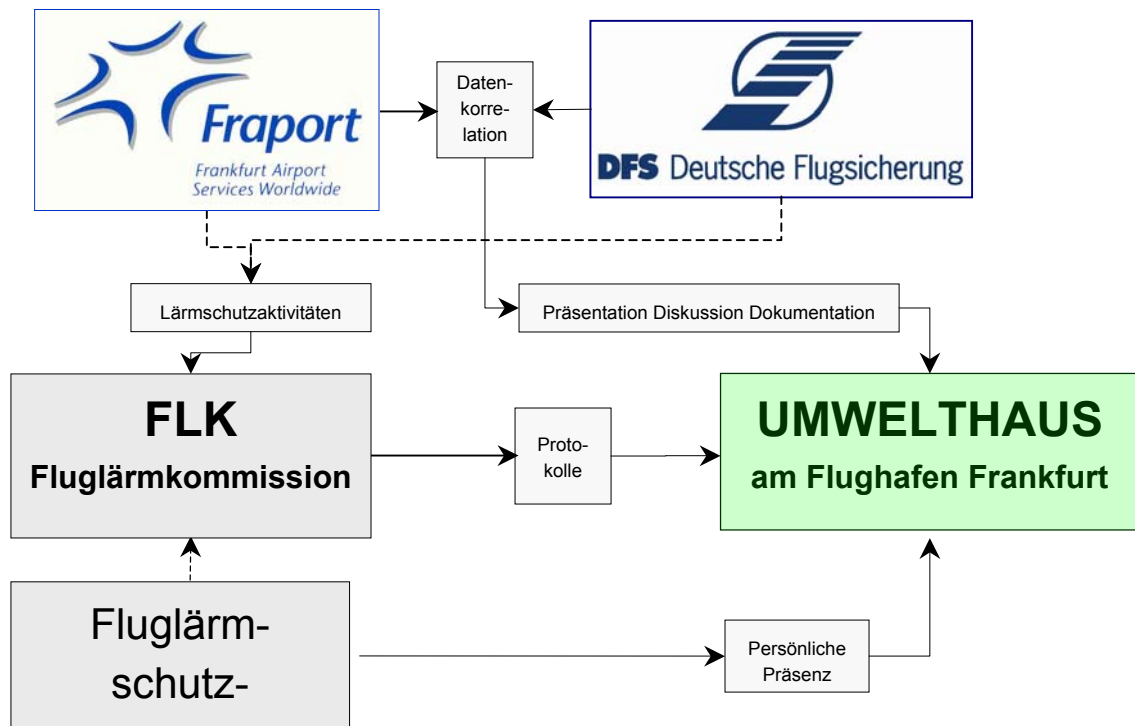 Fraport
Frankfurt Airport
Services Worldwide
Daten-
korre-
lation
DFS Deutsche Flugsicherung
Lärmschutzaktivitäten
Präsentation Diskussion Dokumentation
FLK
Fluglärmkommission
Proto-
kolle
UMWELTHAUS
am Flughafen Frankfurt
Fluglärm-
schutz-
Persönliche
Präsenz